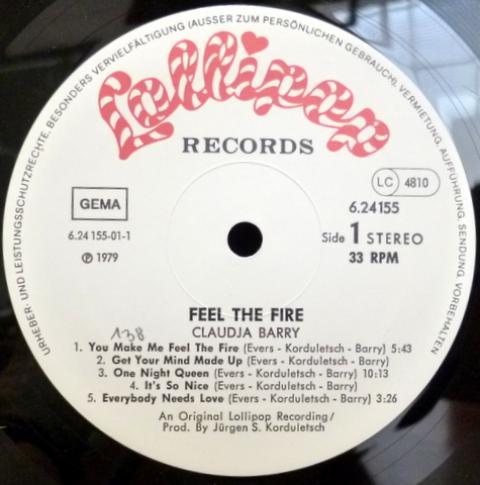 URHEBER- UND LEISTUNGSSCHUTZRECHTE, BESONDERS VERVIELFÄLTIGUNG (AUSSER ZUM PERSÖNLICHEN GEBRAUCH), VERMIETUNG, AUFFÜHRUNG, SENDUNG, VORBEHALTEN
Lollipop
RECORDS
LC 4810
GEMA
6.24155
6.24 155-01-1
Side 1 STEREO
℗ 1979
33 RPM
FEEL THE FIRE
CLAUDJA BARRY
138
1. You Make Me Feel The Fire (Evers - Korduletsch - Barry) 5:43
2. Get Your Mind Made Up (Evers - Korduletsch - Barry)
3. One Night Queen (Evers - Korduletsch - Barry) 10:13
4. It's So Nice (Evers - Korduletsch - Barry)
5. Everybody Needs Love (Evers - Korduletsch - Barry) 3:26
An Original Lollipop Recording/
Prod. By Jürgen S. Korduletsch